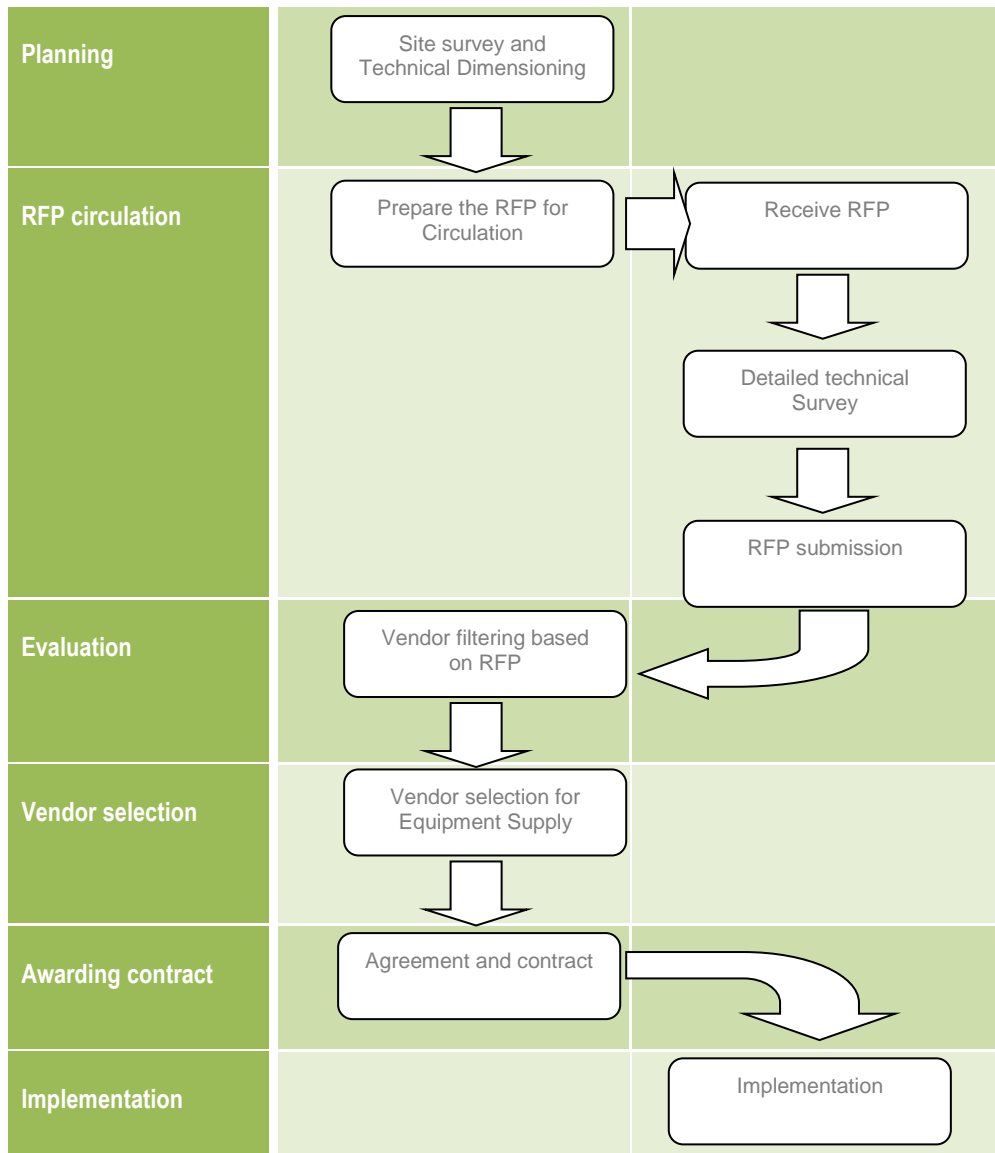 Planning
Site survey and
Technical Dimensioning
RFP circulation
Prepare the RFP for
Circulation
Receive RFP
Detailed technical
Survey
RFP submission
Evaluation
Vendor filtering based
on RFP
Vendor selection
Vendor selection for
Equipment Supply
Awarding contract
Agreement and contract
Implementation
Implementation